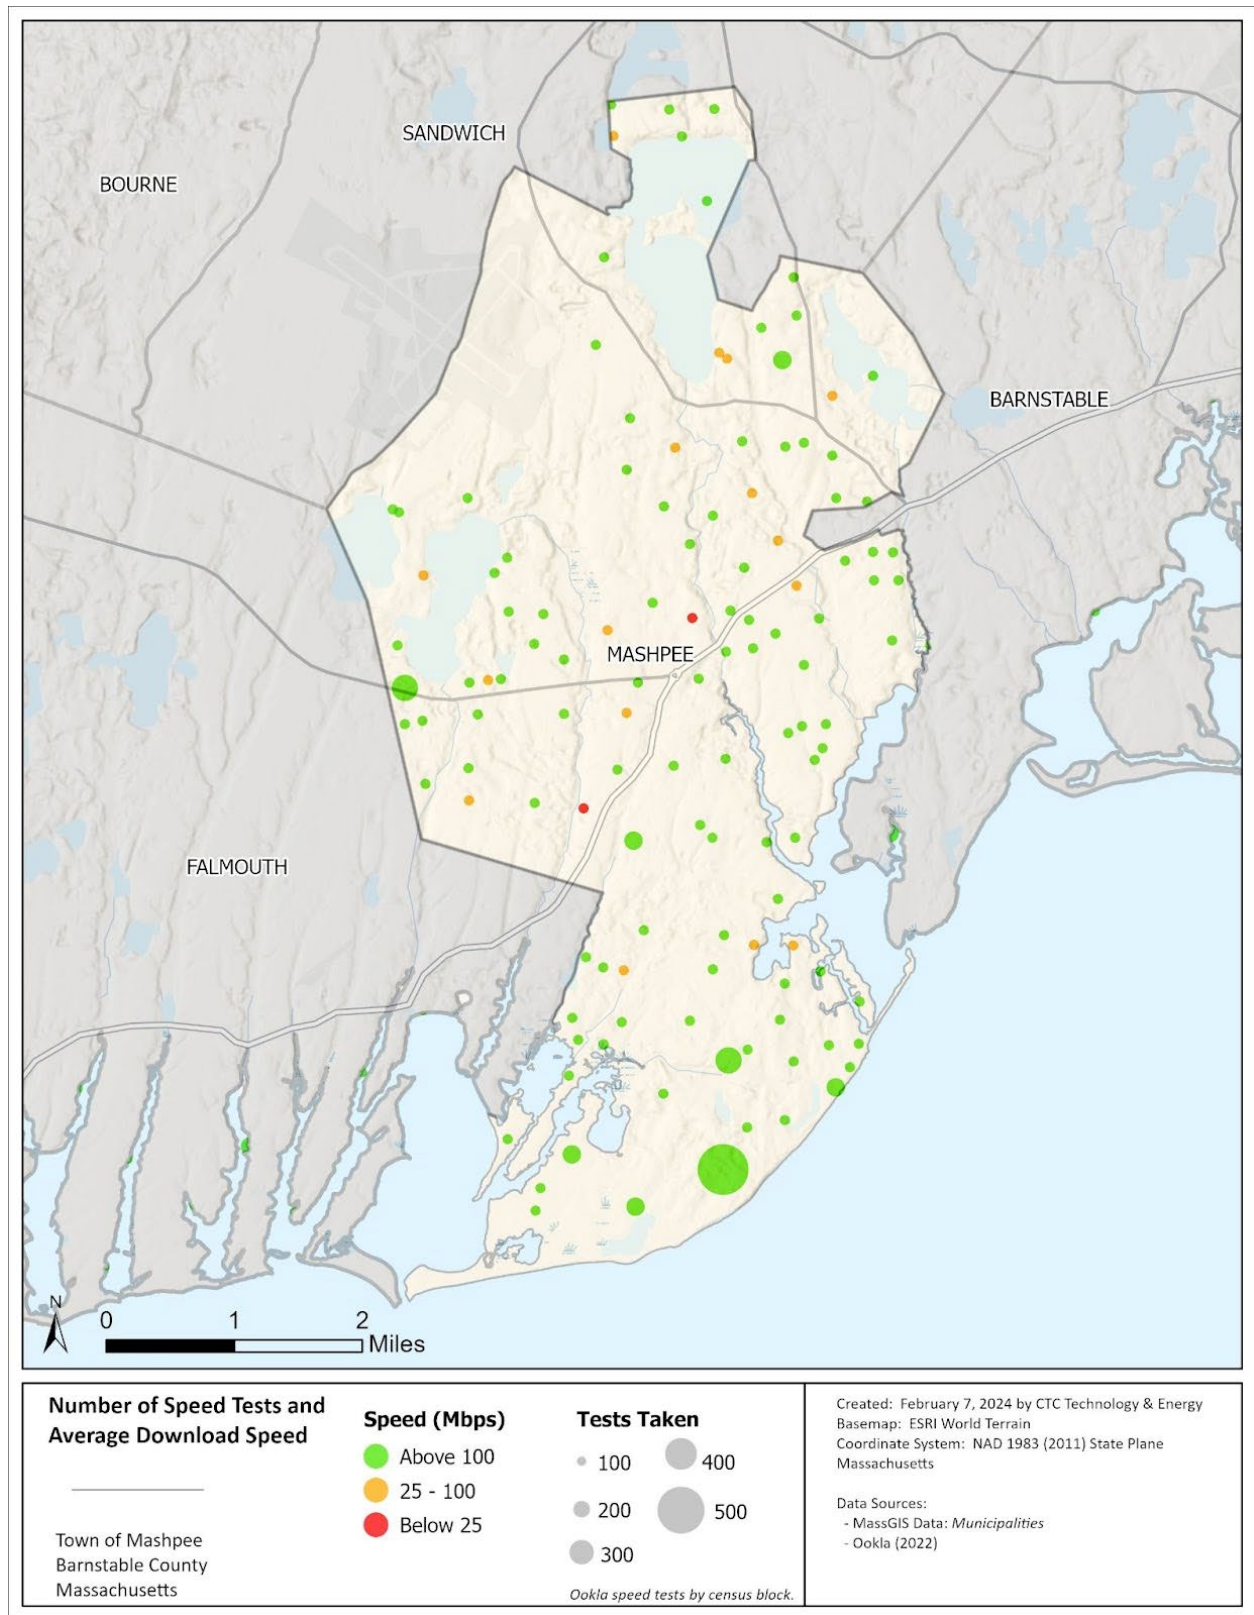 SANDWICH
BOURNE
BARNSTABLE
MASHPEE
FALMOUTH
N
0 1 2
Miles
Number of Speed Tests and
Average Download Speed
Town of Mashpee
Barnstable County
Massachusetts
Speed (Mbps)
Above 100
25 - 100
Below 25
Tests Taken
100
200
300
400
500
Ookla speed tests by census block.
Created: February 7, 2024 by CTC Technology & Energy
Basemap: ESRI World Terrain
Coordinate System: NAD 1983 (2011) State Plane
Massachusetts
Data Sources:
- MassGIS Data: Municipalities
- Ookla (2022)